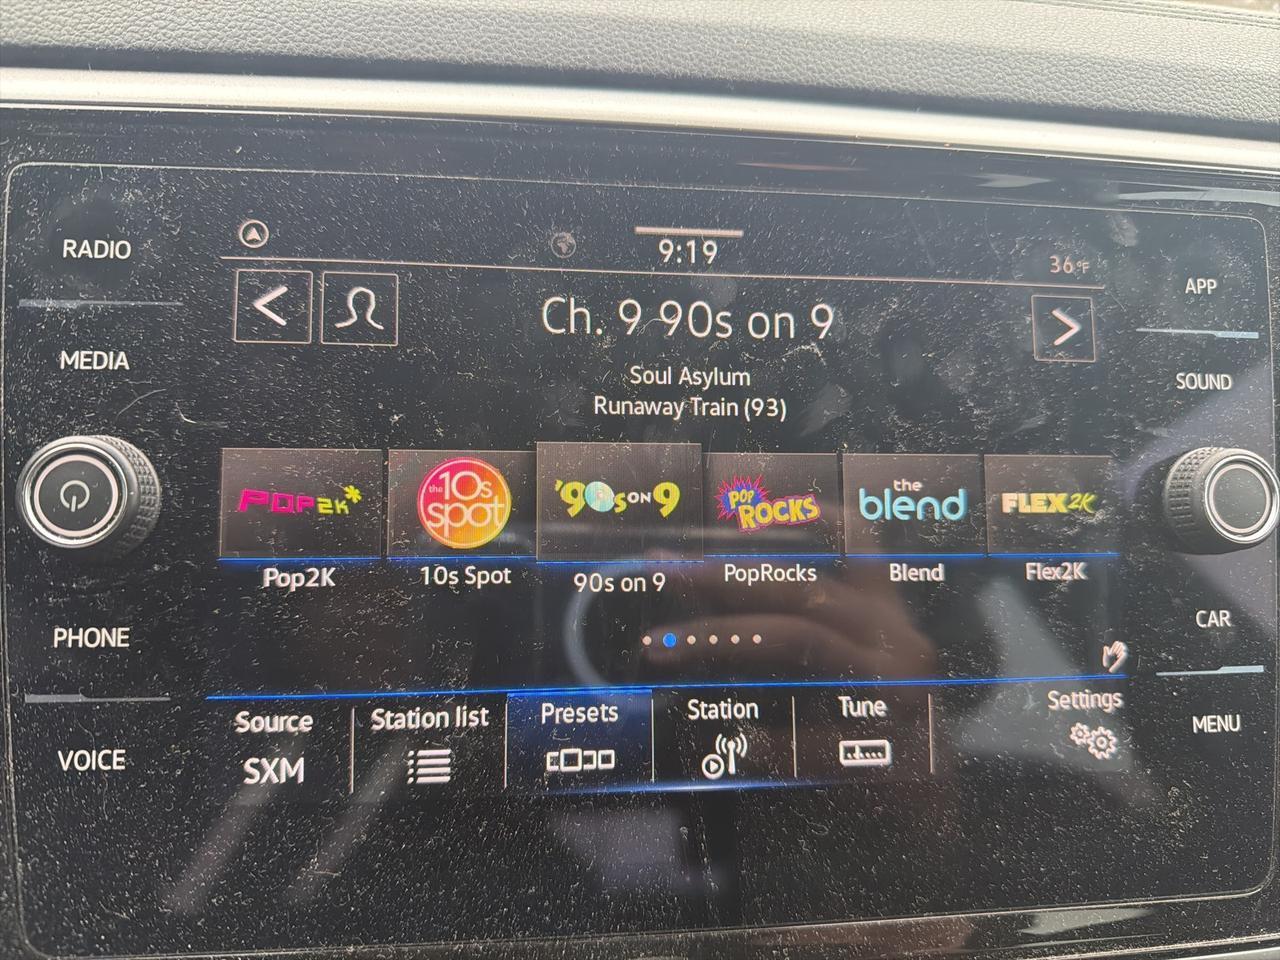 RADIO
MEDIA
PHONE
VOICE
9:19
36°F
Ch. 9 90s on 9
Soul Asylum
Runaway Train (93)
POP2K*
the 10s spot
'90s ON 9
POP ROCKS
the blend
FLEX2K
Pop2K
10s Spot
90s on 9
PopRocks
Blend
Flex2K
Source
SXM
Station list
Presets
Station
Tune
Settings
APP
SOUND
CAR
MENU